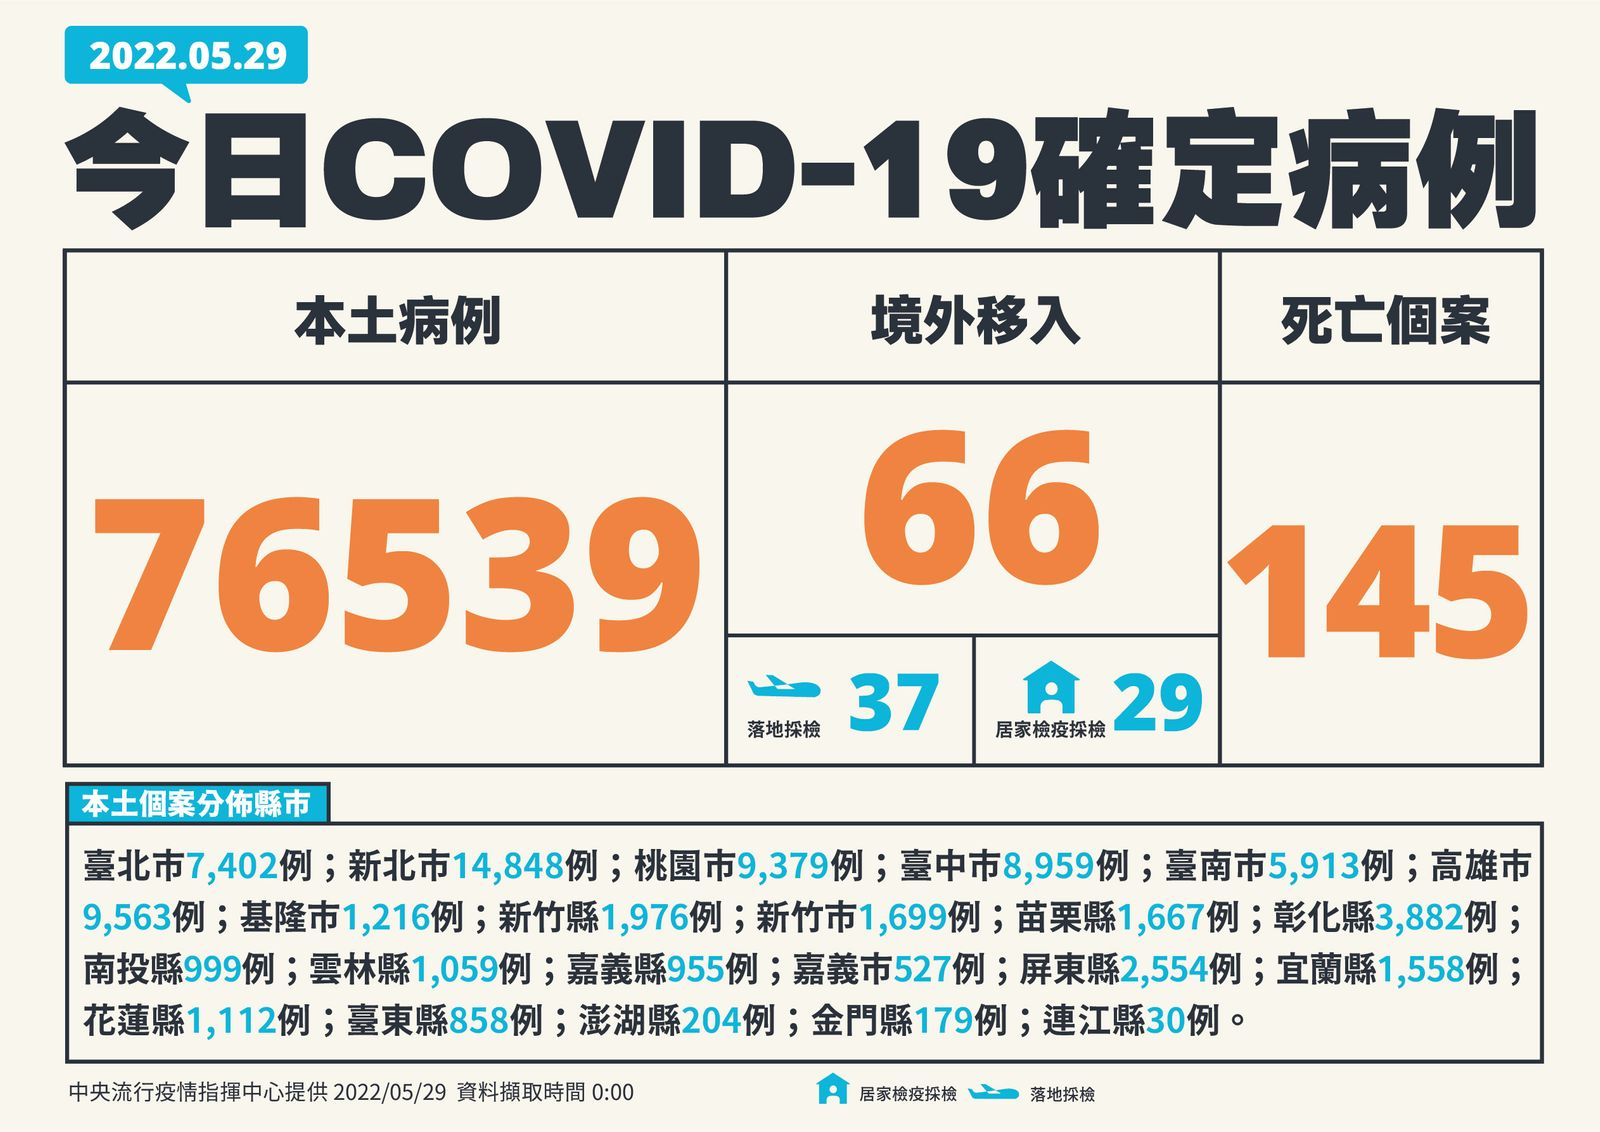 2022.05.29
今日COVID-19確定病例
本土病例
境外移入
死亡個案
76539
66
145
落地採檢
37
居家檢疫採檢
29
本土個案分佈縣市
臺北市7,402例；新北市14,848例；桃園市9,379例；臺中市8,959例；臺南市5,913例；高雄市
9,563例；基隆市1,216例；新竹縣1,976例；新竹市1,699例；苗栗縣1,667例；彰化縣3,882例；
南投縣999例；雲林縣1,059例；嘉義縣955例；嘉義市527例；屏東縣2,554例；宜蘭縣1,558例；
花蓮縣1,112例；臺東縣858例；澎湖縣204例；金門縣179例；連江縣30例。
中央流行疫情指揮中心提供 2022/05/29 資料擷取時間 0:00
居家檢疫採檢
落地採檢